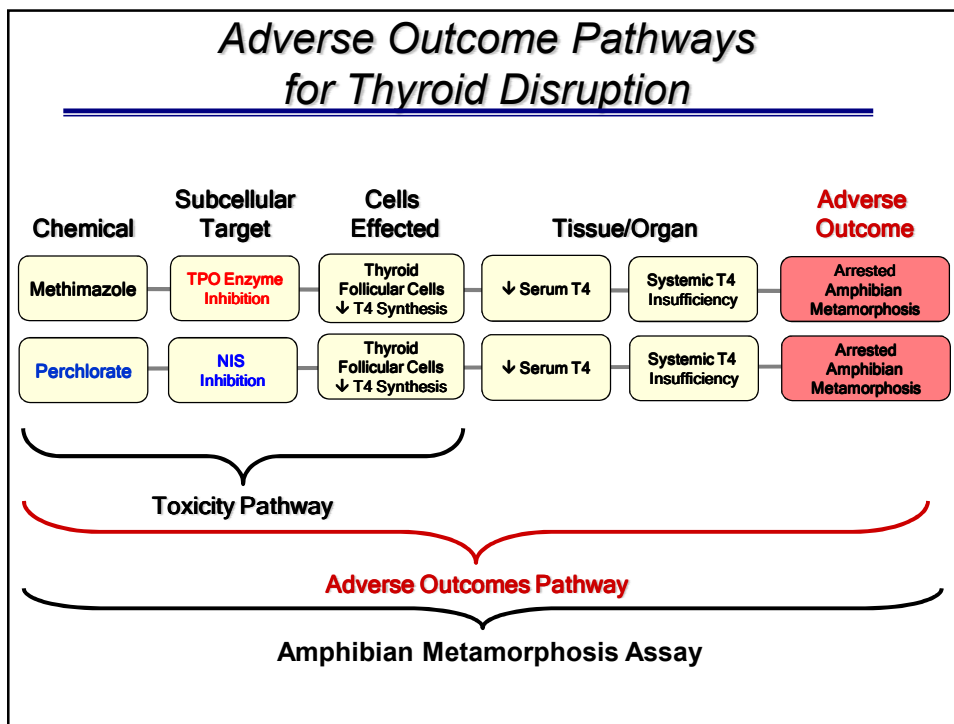 Adverse Outcome Pathways
for Thyroid Disruption
Chemical
Subcellular
Target
Cells
Effected
Tissue/Organ
Adverse
Outcome
Methimazole
TPO Enzyme
Inhibition
Thyroid
Follicular Cells
↓ T4 Synthesis
↓ Serum T4
Systemic T4
Insufficiency
Arrested
Amphibian
Metamorphosis
Perchlorate
NIS
Inhibition
Thyroid
Follicular Cells
↓ T4 Synthesis
↓ Serum T4
Systemic T4
Insufficiency
Arrested
Amphibian
Metamorphosis
Toxicity Pathway
Adverse Outcomes Pathway
Amphibian Metamorphosis Assay